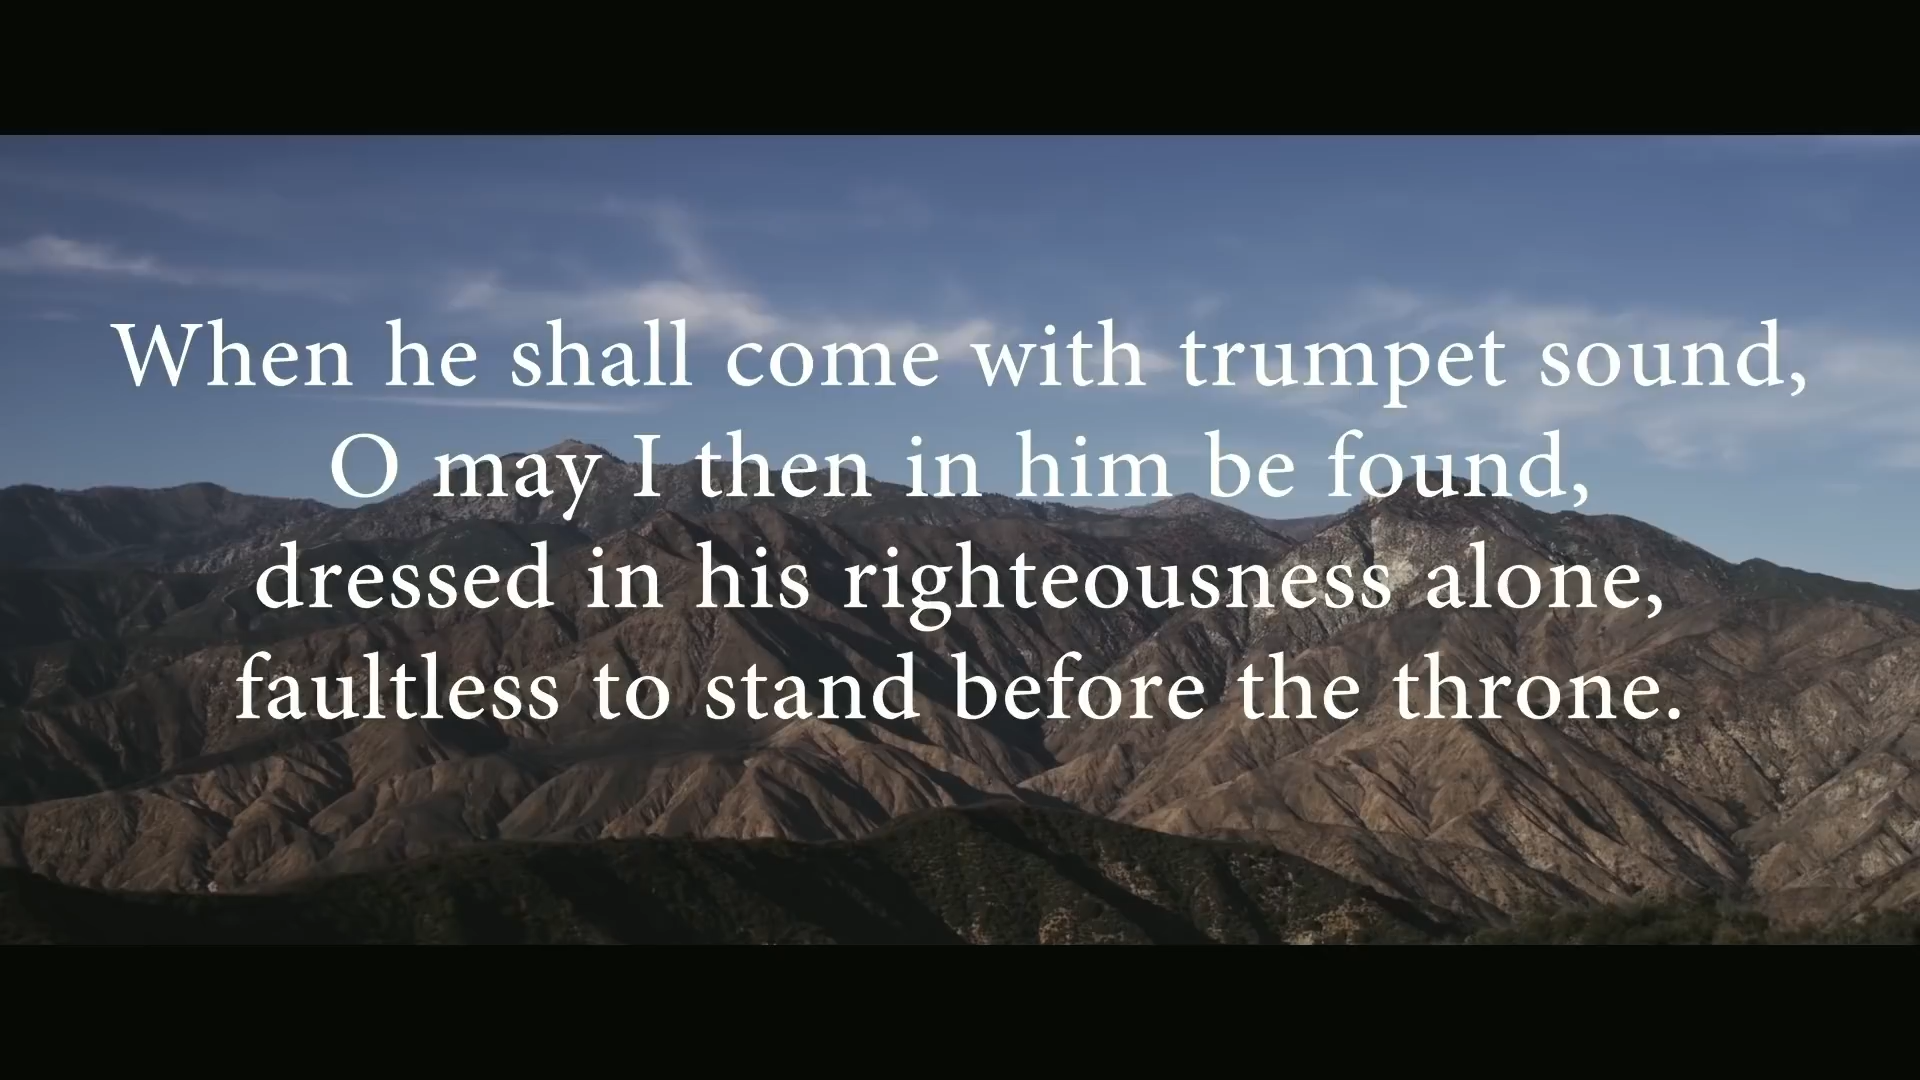 When he shall come with trumpet sound,
O may I then in him be found,
dressed in his righteousness alone,
faultless to stand before the throne.